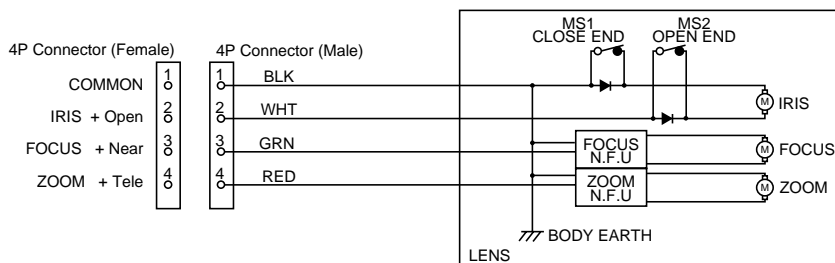 MS1
CLOSE END
MS2
OPEN END
4P Connector (Female)
4P Connector (Male)
COMMON 1
1 BLK
IRIS + Open 2
2 WHT
FOCUS + Near 3
3 GRN
ZOOM + Tele 4
4 RED
M IRIS
FOCUS
N.F.U
M FOCUS
ZOOM
N.F.U
M ZOOM
BODY EARTH
LENS